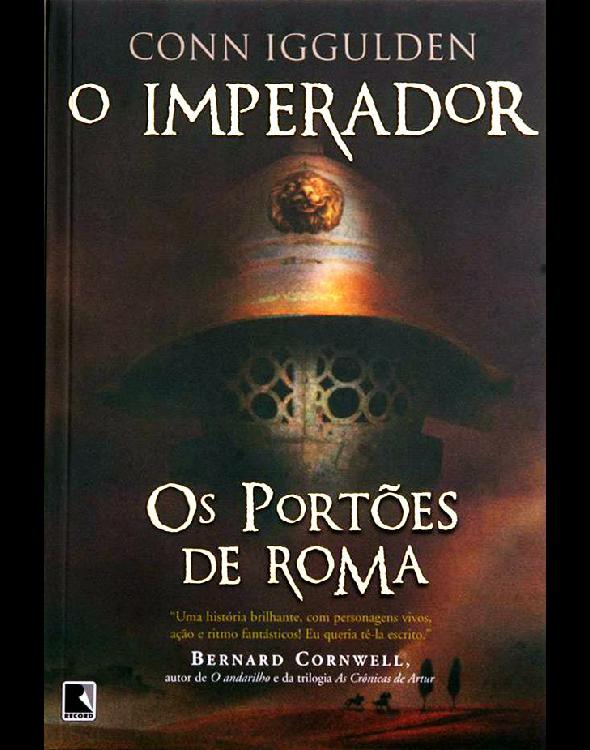 CONN IGGULDEN
O IMPERADOR
OS PORTÕES
DE ROMA
“Uma história brilhante, com personagens vivos,
ação e ritmo fantásticos! Eu queria tê-la escrito.”
BERNARD CORNWELL,
autor de O andarilho e da trilogia As Crônicas de Artur
RECORD